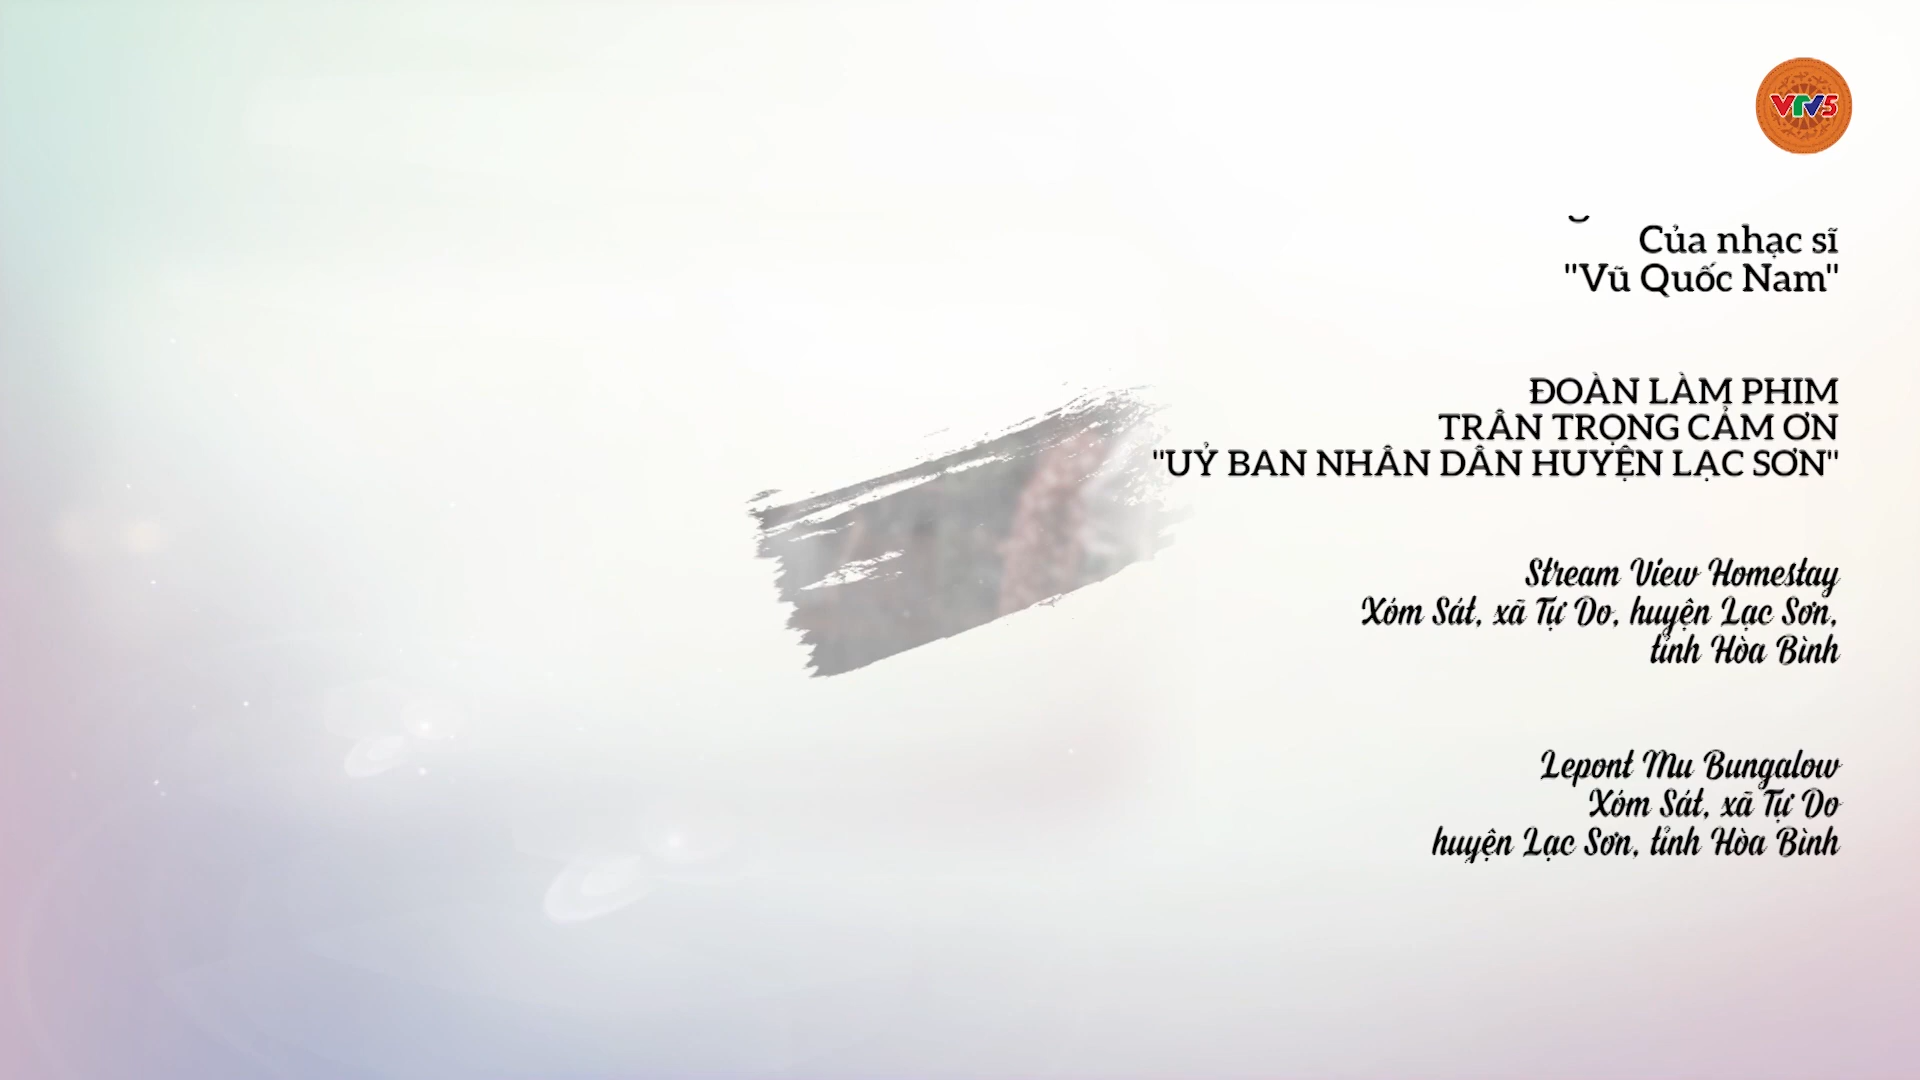 VTV5
Của nhạc sĩ
"Vũ Quốc Nam"
ĐOÀN LÀM PHIM
TRÂN TRỌNG CẢM ƠN
"UỶ BAN NHÂN DÂN HUYỆN LẠC SƠN"
Stream View Homestay
Xóm Sát, xã Tự Do, huyện Lạc Sơn,
tỉnh Hòa Bình
Lepont Mu Bungalow
Xóm Sát, xã Tự Do
huyện Lạc Sơn, tỉnh Hòa Bình